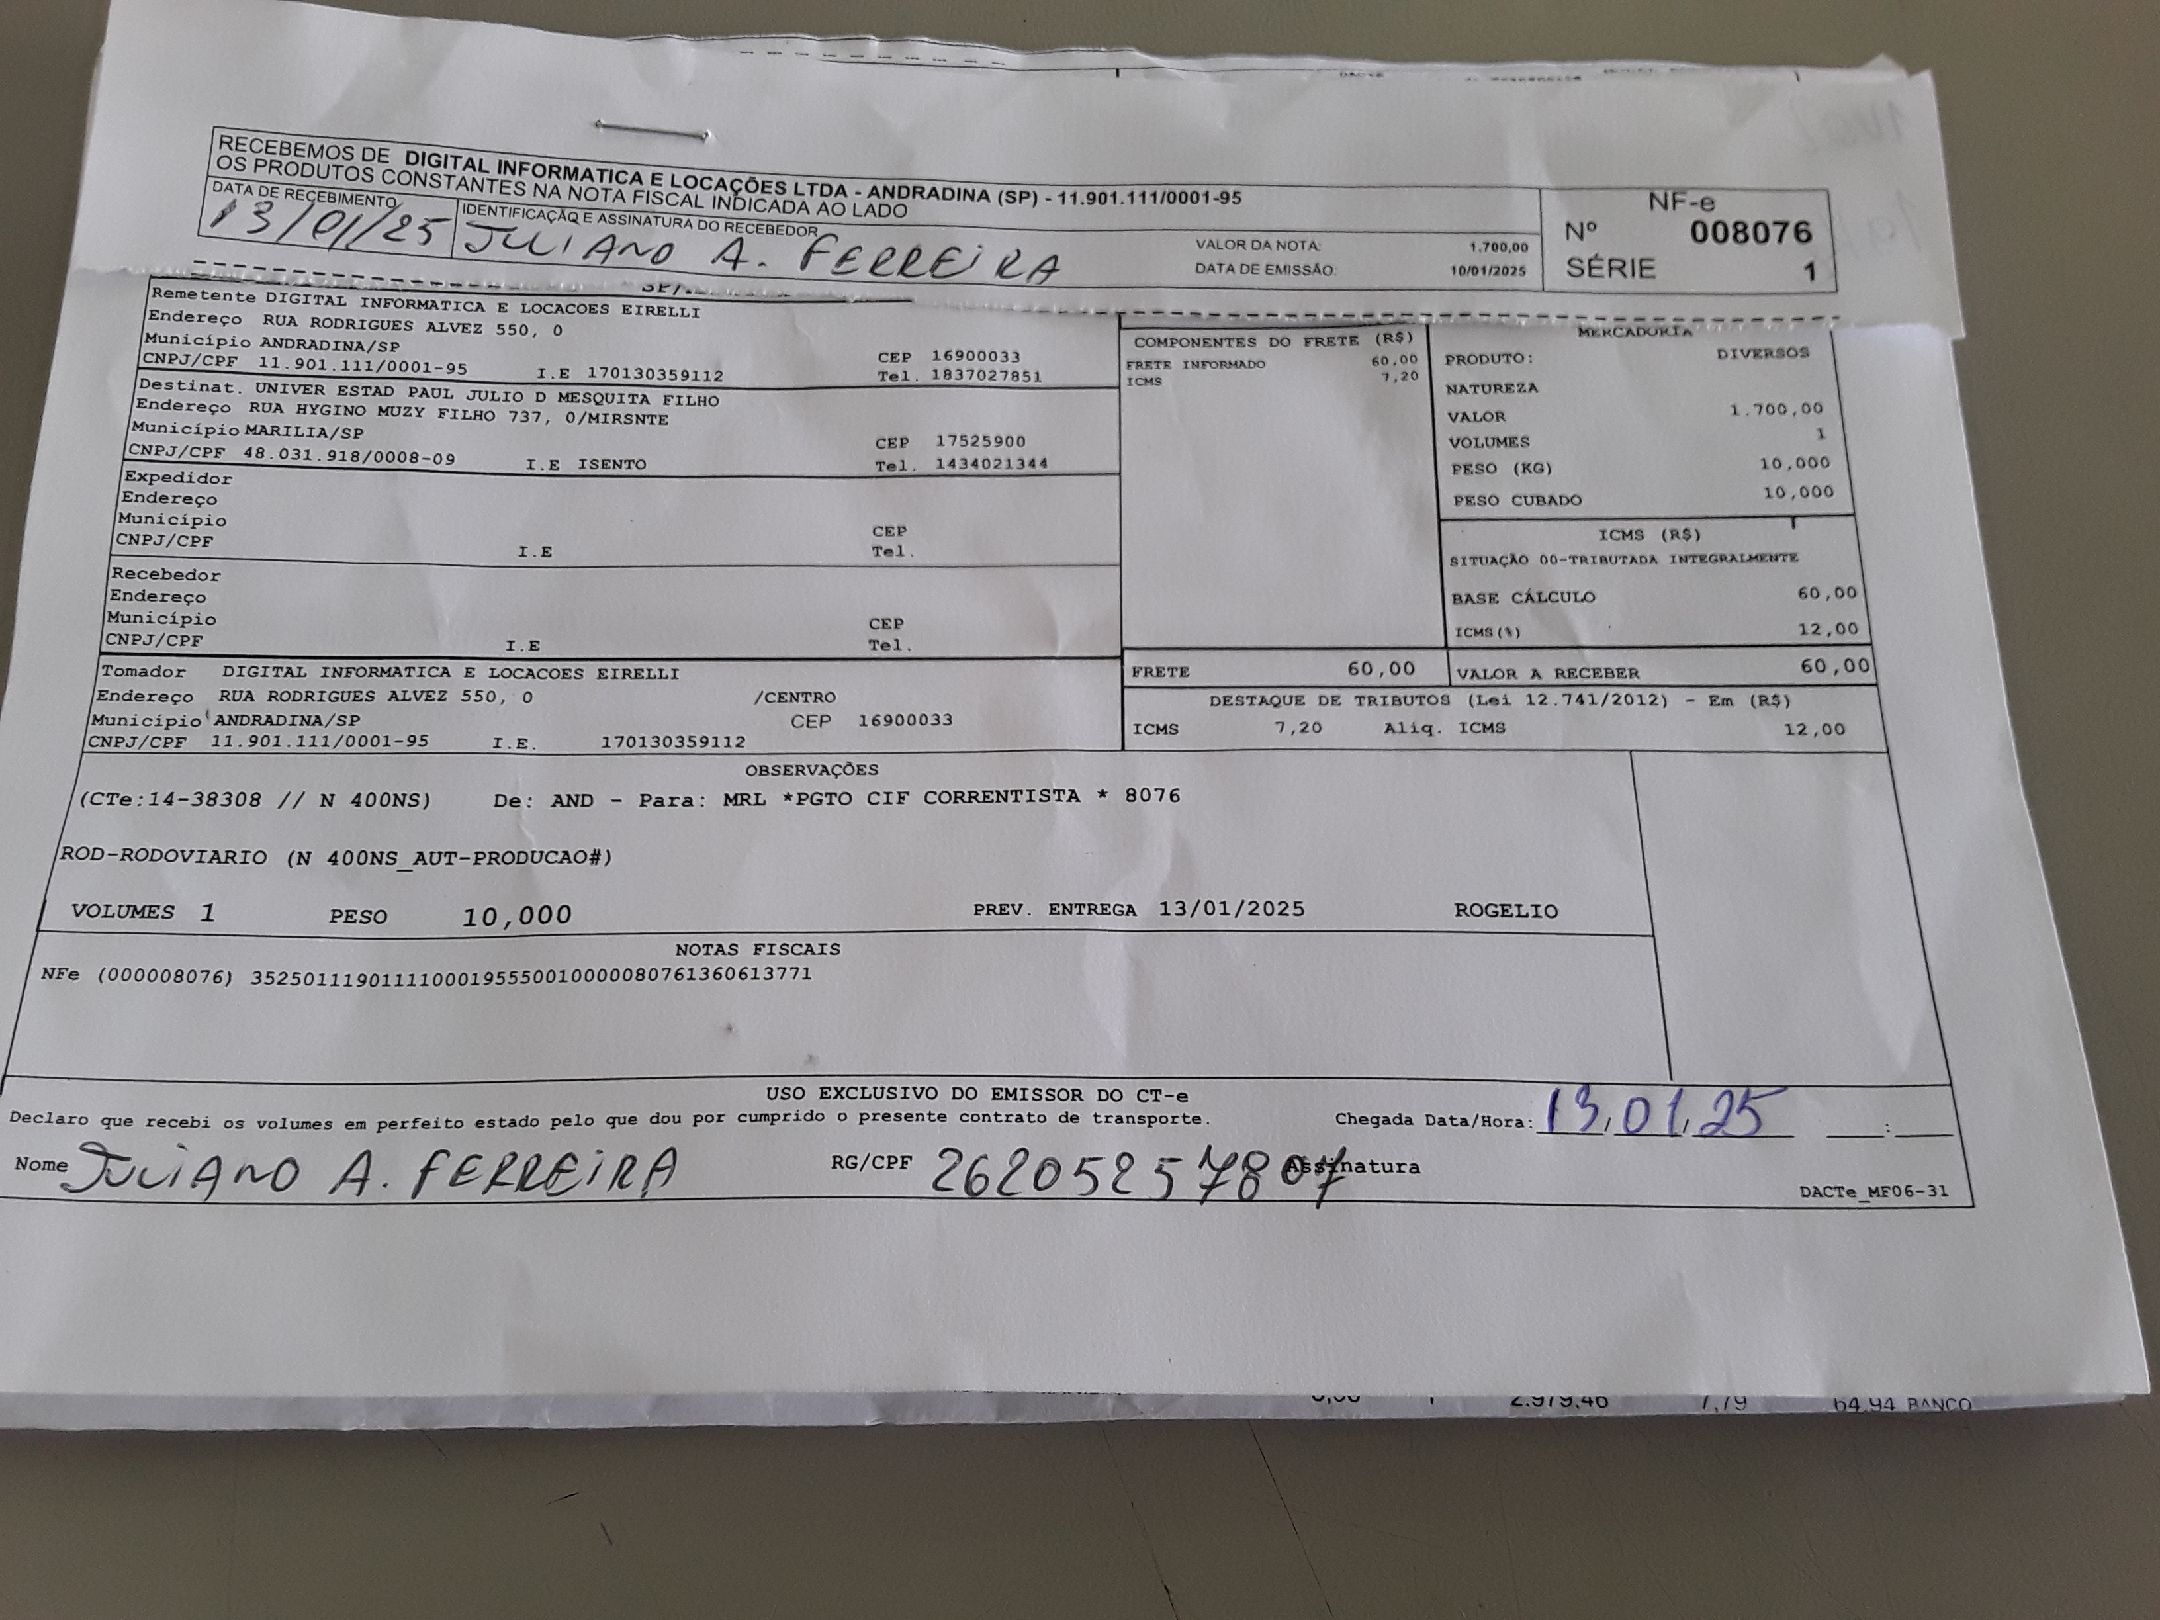 RECEBEMOS DE DIGITAL INFORMATICA E LOCAÇÕES LTDA - ANDRADINA (SP) - 11.901.111/0001-95
OS PRODUTOS CONSTANTES NA NOTA FISCAL INDICADA AO LADO
DATA DE RECEBIMENTO
13/01/25
IDENTIFICAÇÃO E ASSINATURA DO RECEBEDOR
JULIANO A. FERREIRA
VALOR DA NOTA: 1.700,00
DATA DE EMISSÃO: 10/01/2025
NF-e
Nº 008076
SÉRIE 1
Remetente DIGITAL INFORMATICA E LOCACOES EIRELLI
Endereço RUA RODRIGUES ALVEZ 550, 0
Município ANDRADINA/SP CEP 16900033
CNPJ/CPF 11.901.111/0001-95 I.E 170130359112 Tel. 1837027851
Destinat. UNIVER ESTAD PAUL JULIO D MESQUITA FILHO
Endereço RUA HYGINO MUZY FILHO 737, 0/MIRSNTE
Município MARILIA/SP CEP 17525900
CNPJ/CPF 48.031.918/0008-09 I.E ISENTO Tel. 1434021344
Expedidor
Endereço
Município CEP
CNPJ/CPF I.E Tel.
Recebedor
Endereço
Município CEP
CNPJ/CPF I.E Tel.
Tomador DIGITAL INFORMATICA E LOCACOES EIRELLI
Endereço RUA RODRIGUES ALVEZ 550, 0 /CENTRO
Município ANDRADINA/SP CEP 16900033
CNPJ/CPF 11.901.111/0001-95 I.E. 170130359112
COMPONENTES DO FRETE (R$)
FRETE INFORMADO 60,00
ICMS 7,20
MERCADORIA
PRODUTO: DIVERSOS
NATUREZA
VALOR 1.700,00
VOLUMES 1
PESO (KG) 10,000
PESO CUBADO 10,000
ICMS (R$)
SITUAÇÃO 00-TRIBUTADA INTEGRALMENTE
BASE CÁLCULO 60,00
ICMS(%) 12,00
FRETE 60,00 VALOR A RECEBER 60,00
DESTAQUE DE TRIBUTOS (Lei 12.741/2012) - Em (R$)
ICMS 7,20 Aliq. ICMS 12,00
OBSERVAÇÕES
(CTe:14-38308 // N 400NS) De: AND - Para: MRL *PGTO CIF CORRENTISTA * 8076
ROD-RODOVIARIO (N 400NS_AUT-PRODUCAO#)
VOLUMES 1 PESO 10,000 PREV. ENTREGA 13/01/2025 ROGELIO
NOTAS FISCAIS
NFe (000008076) 35250111901111000195550010000080761360613771
USO EXCLUSIVO DO EMISSOR DO CT-e
Declaro que recebi os volumes em perfeito estado pelo que dou por cumprido o presente contrato de transporte. Chegada Data/Hora: 13/01/25 __:__
Nome JULIANO A. FERREIRA RG/CPF 26205257807 Assinatura
DACTe_MF06-31
2.979,46 7,79 64,94 BANCO